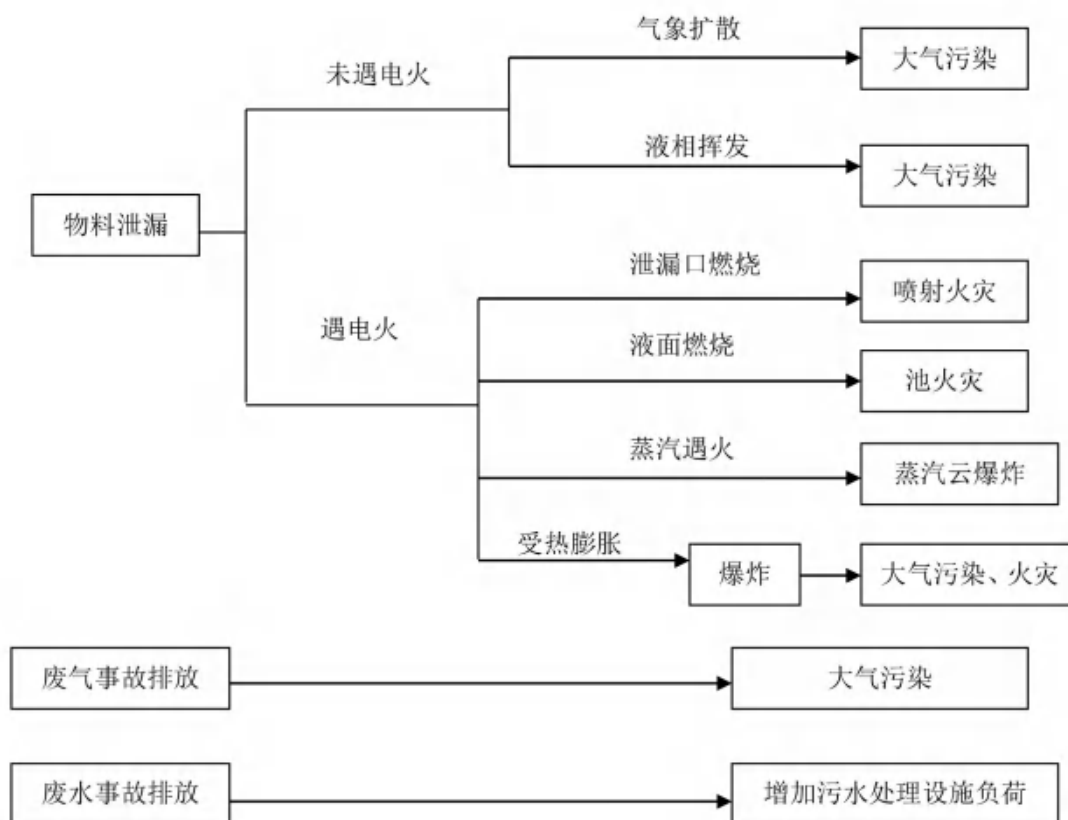 气象扩散
大气污染
未遇电火
液相挥发
大气污染
物料泄漏
泄漏口燃烧
喷射火灾
遇电火
液面燃烧
池火灾
蒸汽遇火
蒸汽云爆炸
受热膨胀
爆炸
大气污染、火灾
废气事故排放
大气污染
废水事故排放
增加污水处理设施负荷